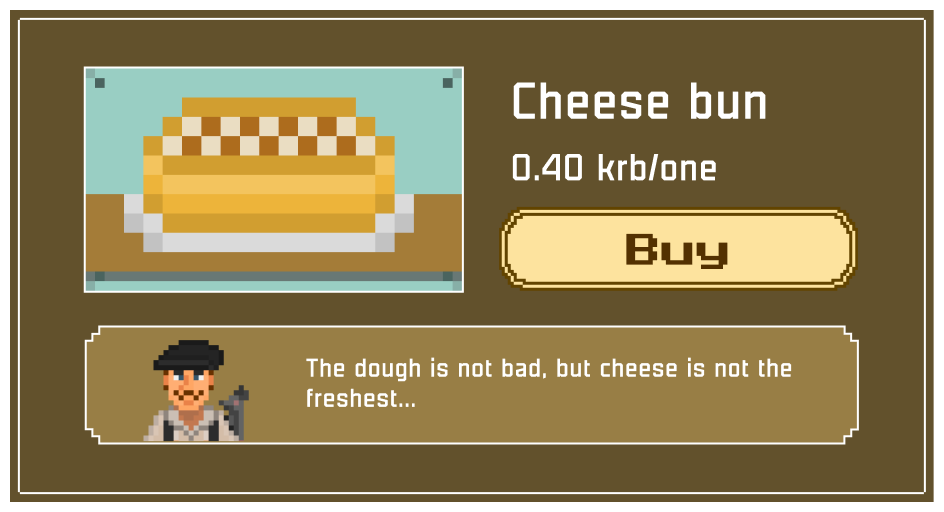 Cheese bun
0.40 krb/one
Buy
The dough is not bad, but cheese is not the
freshest...